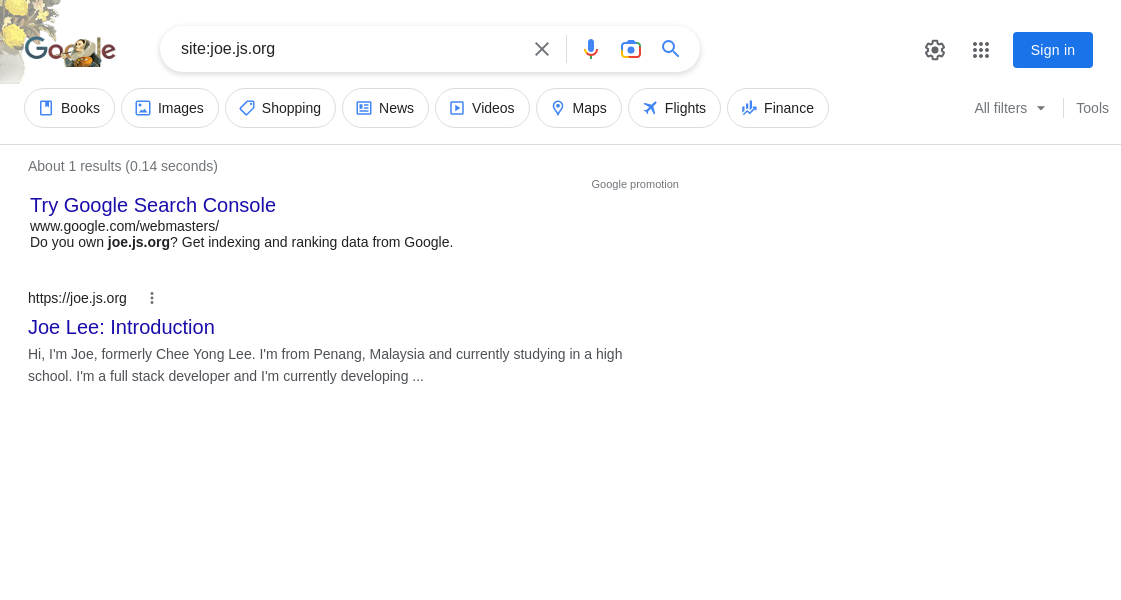 Google
site:joe.js.org
Sign in
Books
Images
Shopping
News
Videos
Maps
Flights
Finance
All filters
Tools
About 1 results (0.14 seconds)
Google promotion
Try Google Search Console
www.google.com/webmasters/
Do you own joe.js.org? Get indexing and ranking data from Google.
https://joe.js.org
Joe Lee: Introduction
Hi, I'm Joe, formerly Chee Yong Lee. I'm from Penang, Malaysia and currently studying in a high
school. I'm a full stack developer and I'm currently developing ...